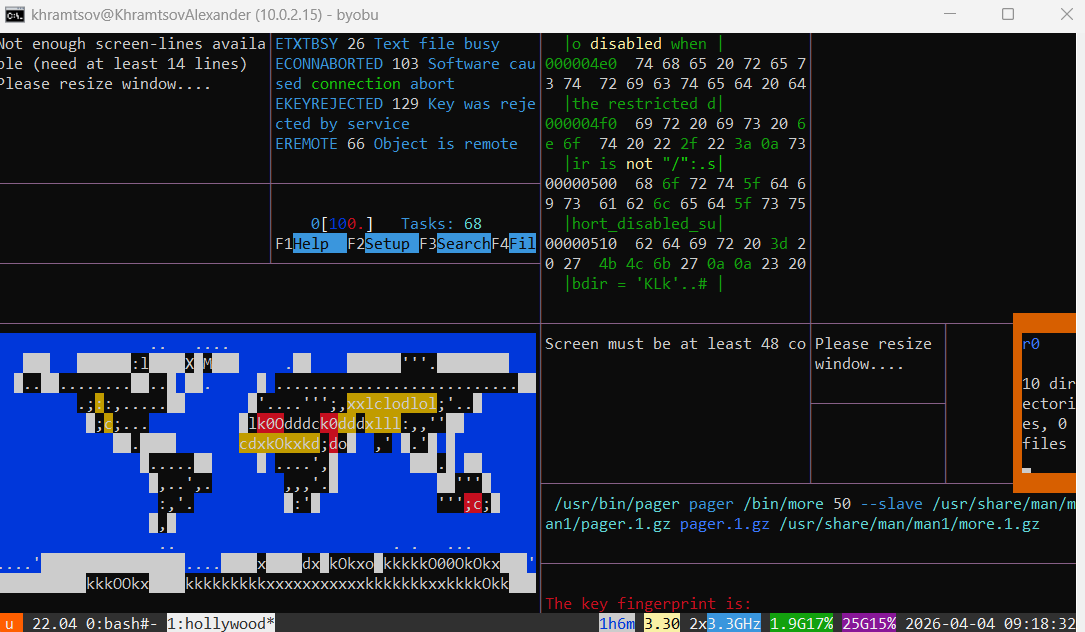 khramtsov@KhramtsovAlexander (10.0.2.15) - byobu
Not enough screen-lines availa
ble (need at least 14 lines)
Please resize window....
ETXTBSY 26 Text file busy
ECONNABORTED 103 Software cau
sed connection abort
EKEYREJECTED 129 Key was reje
cted by service
EREMOTE 66 Object is remote
0[100.] Tasks: 68
F1Help F2Setup F3SearchF4Fil
|o disabled when |
000004e0 74 68 65 20 72 65 7
3 74 72 69 63 74 65 64 20 64
|the restricted d|
000004f0 69 72 20 69 73 20 6
e 6f 74 20 22 2f 22 3a 0a 73
|ir is not "/":.s|
00000500 68 6f 72 74 5f 64 6
9 73 61 62 6c 65 64 5f 73 75
|hort_disabled_su|
00000510 62 64 69 72 20 3d 2
0 27 4b 4c 6b 27 0a 0a 23 20
|bdir = 'KLk'..# |
Screen must be at least 48 co
Please resize
window....
r0
10 dir
ectori
es, 0
files
/usr/bin/pager pager /bin/more 50 --slave /usr/share/man/m
an1/pager.1.gz pager.1.gz /usr/share/man/man1/more.1.gz
The key fingerprint is:
u 22.04 0:bash#- 1:hollywood* 1h6m 3.30 2x3.3GHz 1.9G17% 25G15% 2026-04-04 09:18:32